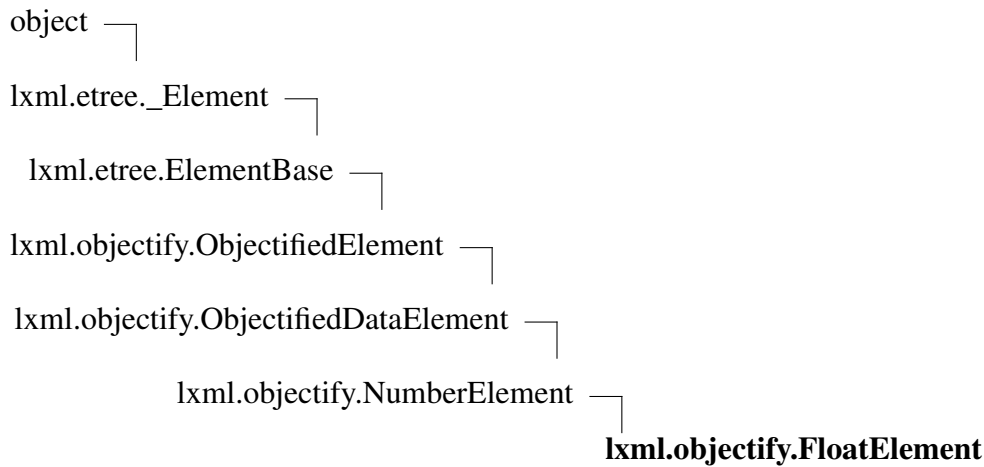 object
lxml.etree._Element
lxml.etree.ElementBase
lxml.objectify.ObjectifiedElement
lxml.objectify.ObjectifiedDataElement
lxml.objectify.NumberElement
lxml.objectify.FloatElement